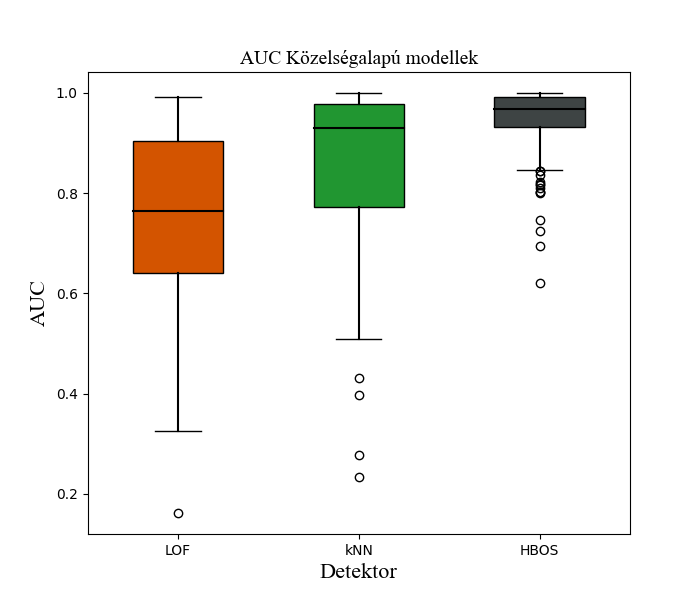 AUC Közelségalapú modellek
1.0
0.8
0.6
0.4
0.2
AUC
LOF kNN HBOS
Detektor